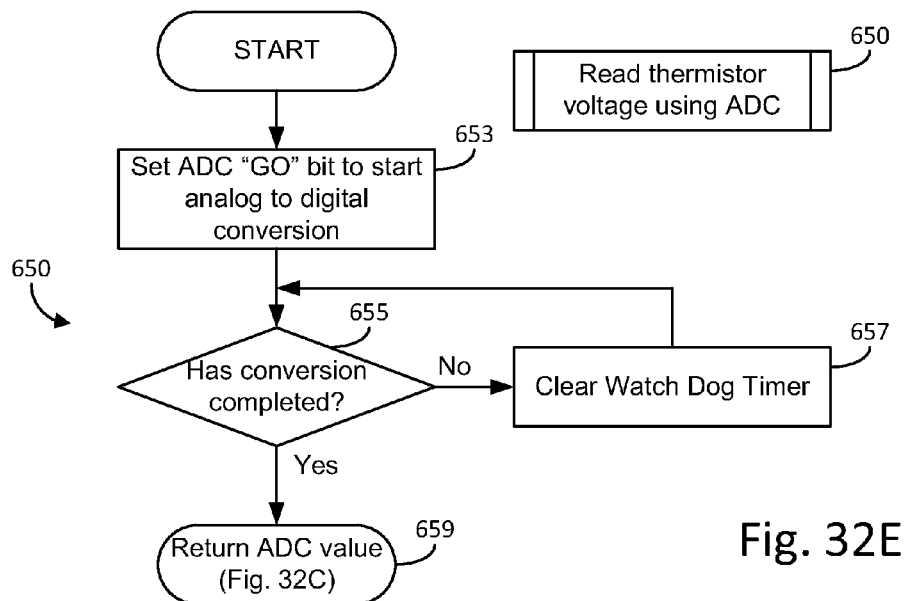 START
Read thermistor
voltage using ADC
650
653
Set ADC “GO” bit to start
analog to digital
conversion
650
655
Has conversion
completed?
No
657
Clear Watch Dog Timer
Yes
659
Return ADC value
(Fig. 32C)
Fig. 32E